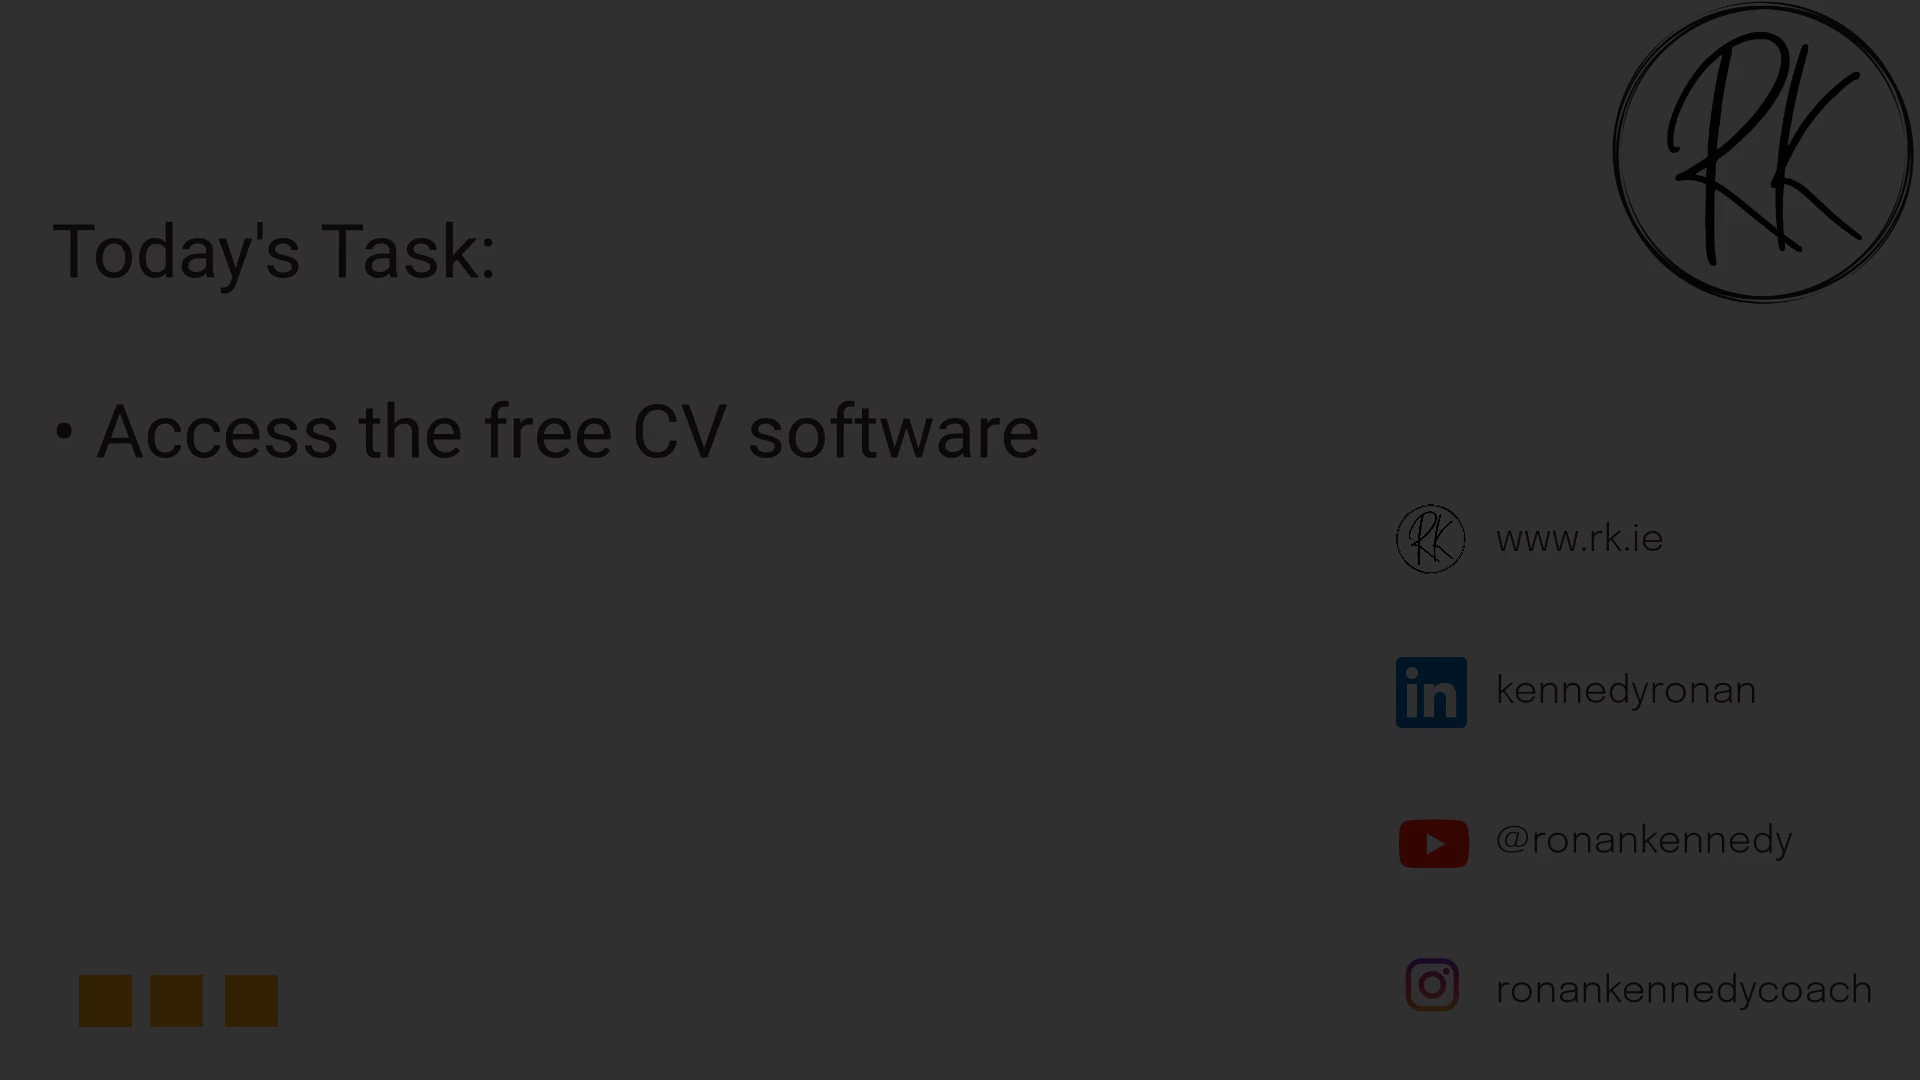 RK
Today's Task:
• Access the free CV software
RK www.rk.ie
in kennedyronan
@ronankennedy
ronankennedycoach